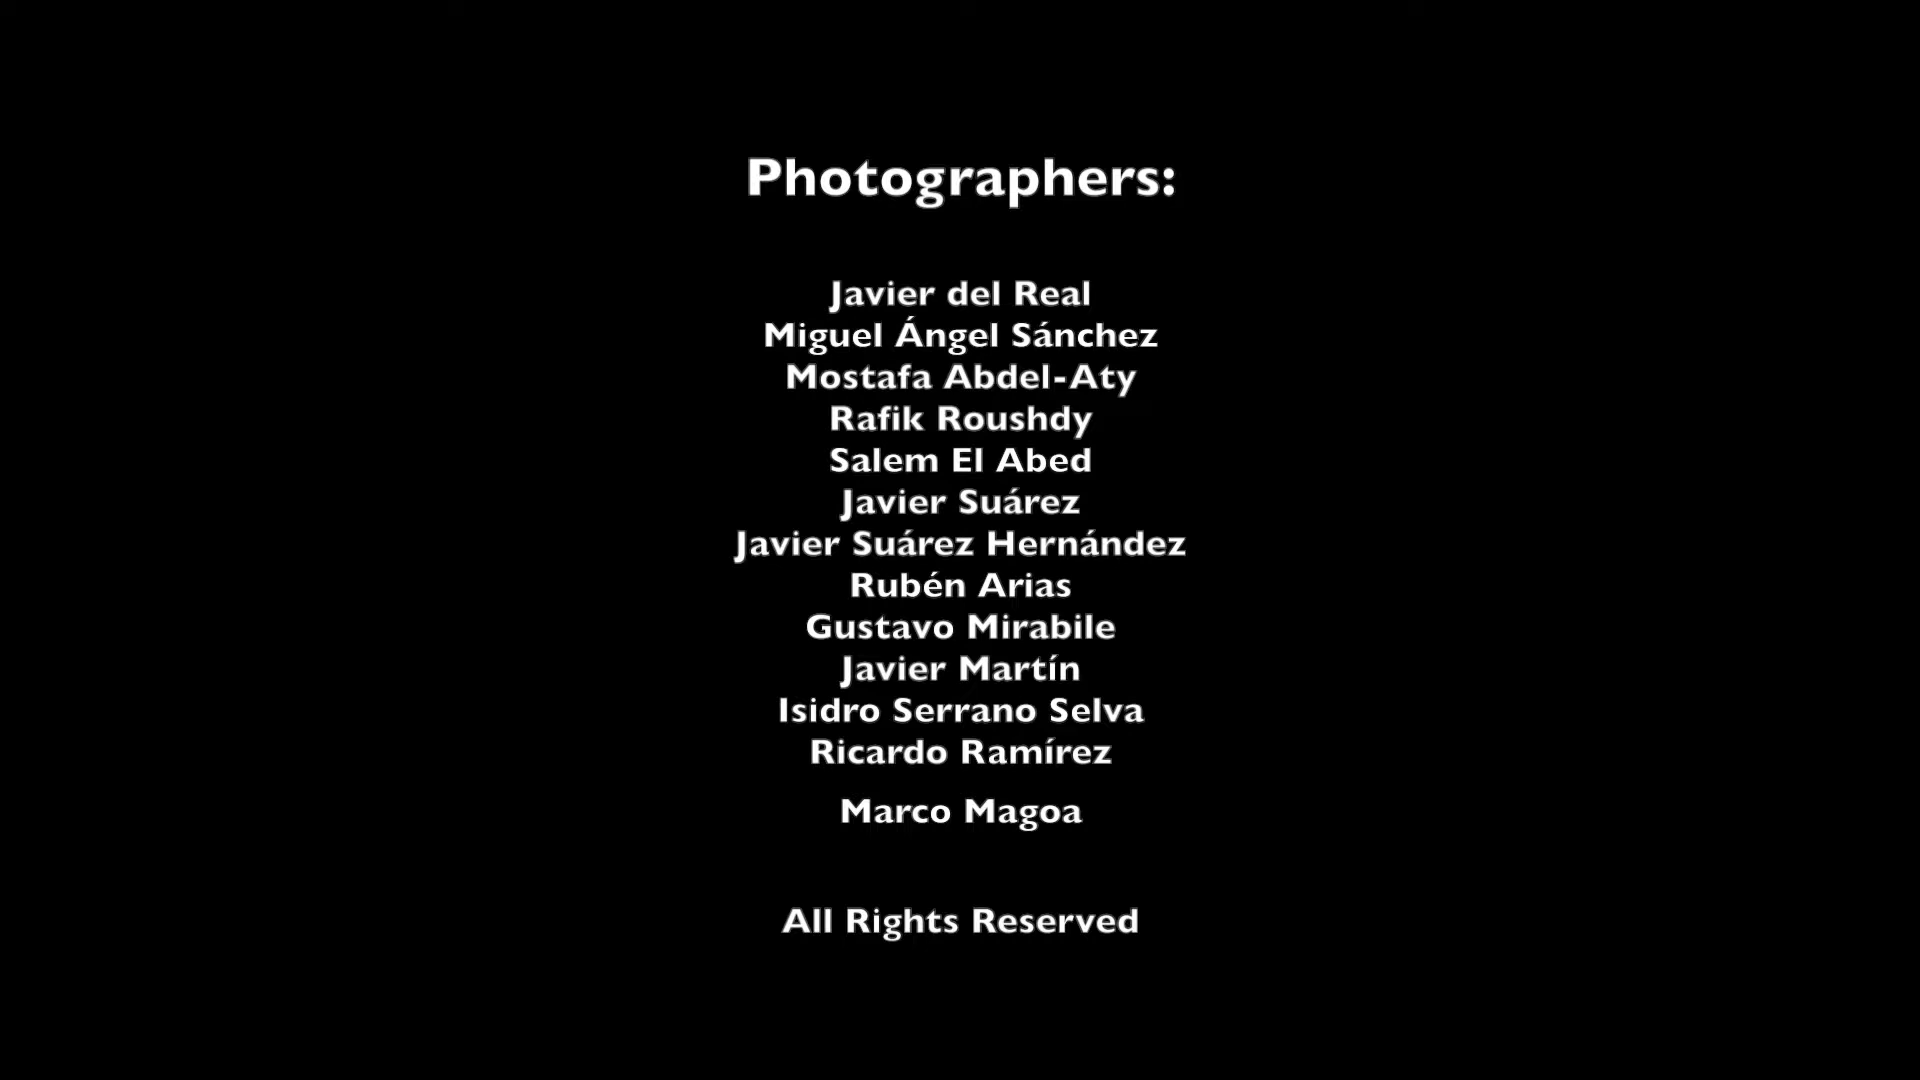 Photographers:
Javier del Real
Miguel Ángel Sánchez
Mostafa Abdel-Aty
Rafik Roushdy
Salem El Abed
Javier Suárez
Javier Suárez Hernández
Rubén Arias
Gustavo Mirabile
Javier Martín
Isidro Serrano Selva
Ricardo Ramírez
Marco Magoa
All Rights Reserved